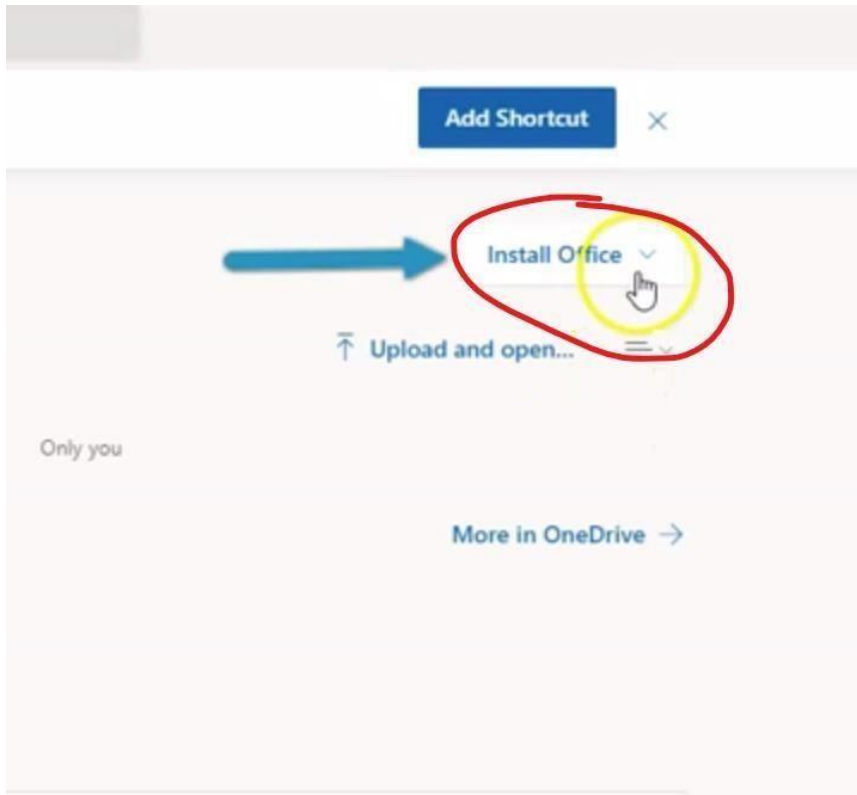 Add Shortcut
Install Office
Upload and open...
Only you
More in OneDrive